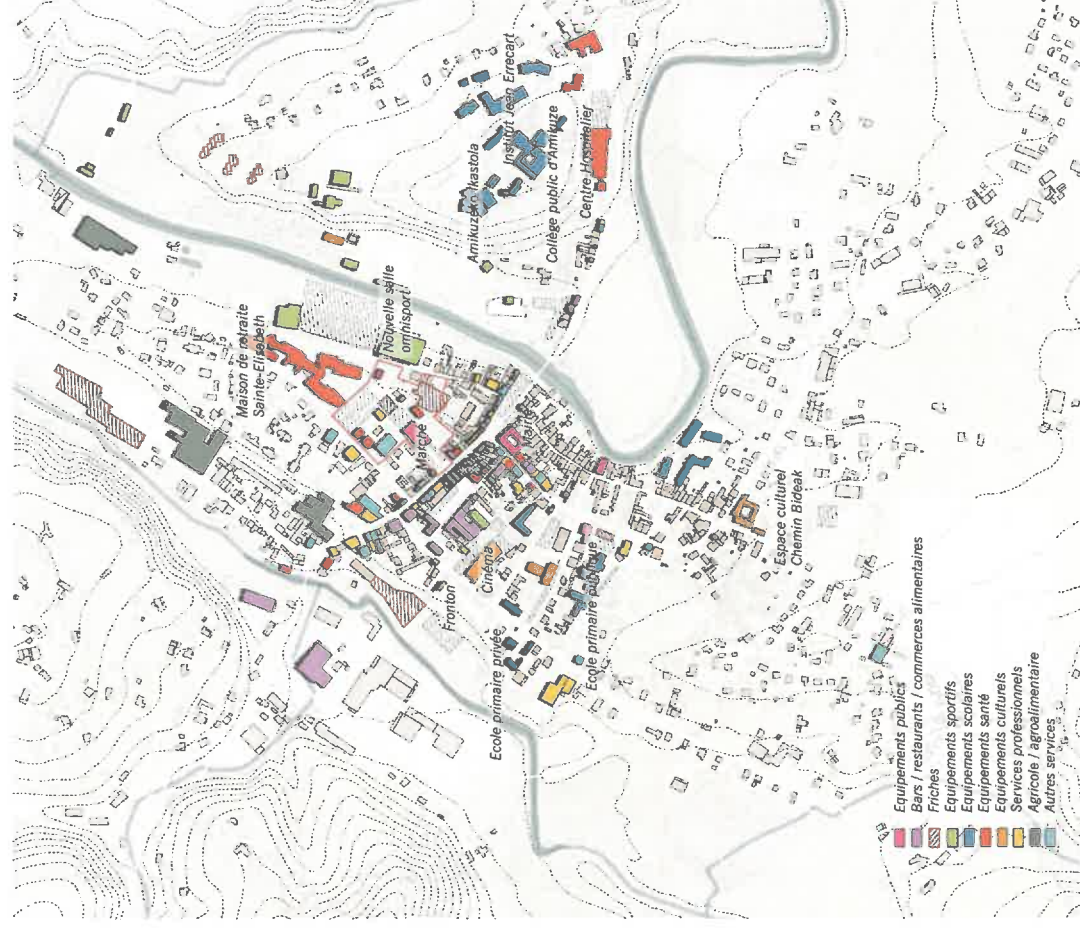 Maison de retraite
Sainte-Elisabeth
Nouvelle salle
omnisport
Amikuzeko ikastola
Institut Jean Errecart
Collège public d'Amikuze
Centre Hospitalier
Marché
Mairie
Fronton
Cinéma
Ecole primaire privée
Ecole primaire publique
Espace culturel
Chemin Bideak
Equipements publics
Bars / restaurants / commerces alimentaires
Friches
Equipements sportifs
Equipements scolaires
Equipements santé
Equipements culturels
Services professionnels
Agricole / agroalimentaire
Autres services